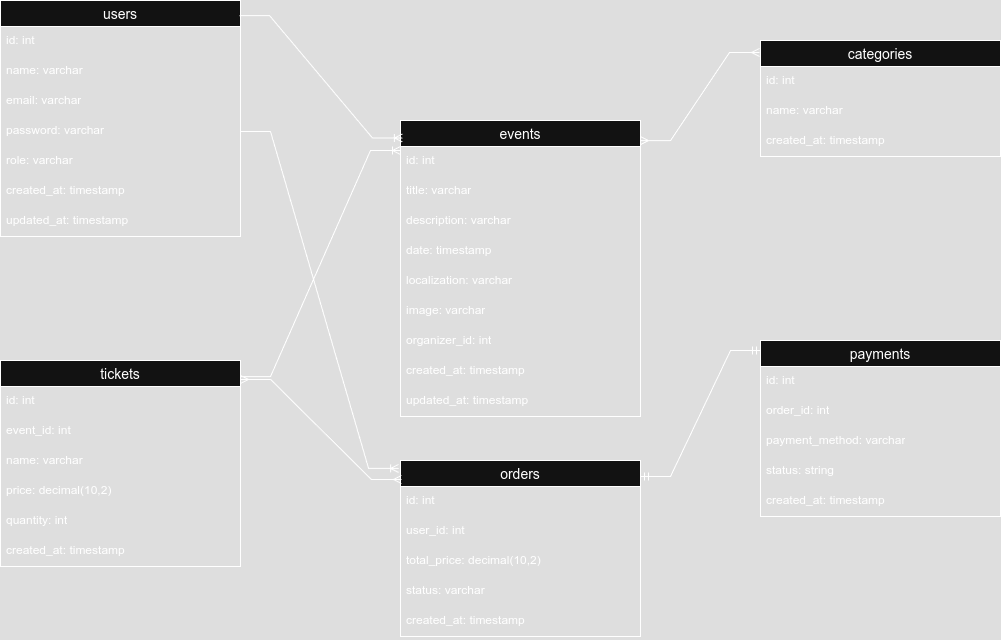 users
id: int
name: varchar
email: varchar
password: varchar
role: varchar
created_at: timestamp
updated_at: timestamp
tickets
id: int
event_id: int
name: varchar
price: decimal(10,2)
quantity: int
created_at: timestamp
events
id: int
title: varchar
description: varchar
date: timestamp
localization: varchar
image: varchar
organizer_id: int
created_at: timestamp
updated_at: timestamp
orders
id: int
user_id: int
total_price: decimal(10,2)
status: varchar
created_at: timestamp
categories
id: int
name: varchar
created_at: timestamp
payments
id: int
order_id: int
payment_method: varchar
status: string
created_at: timestamp